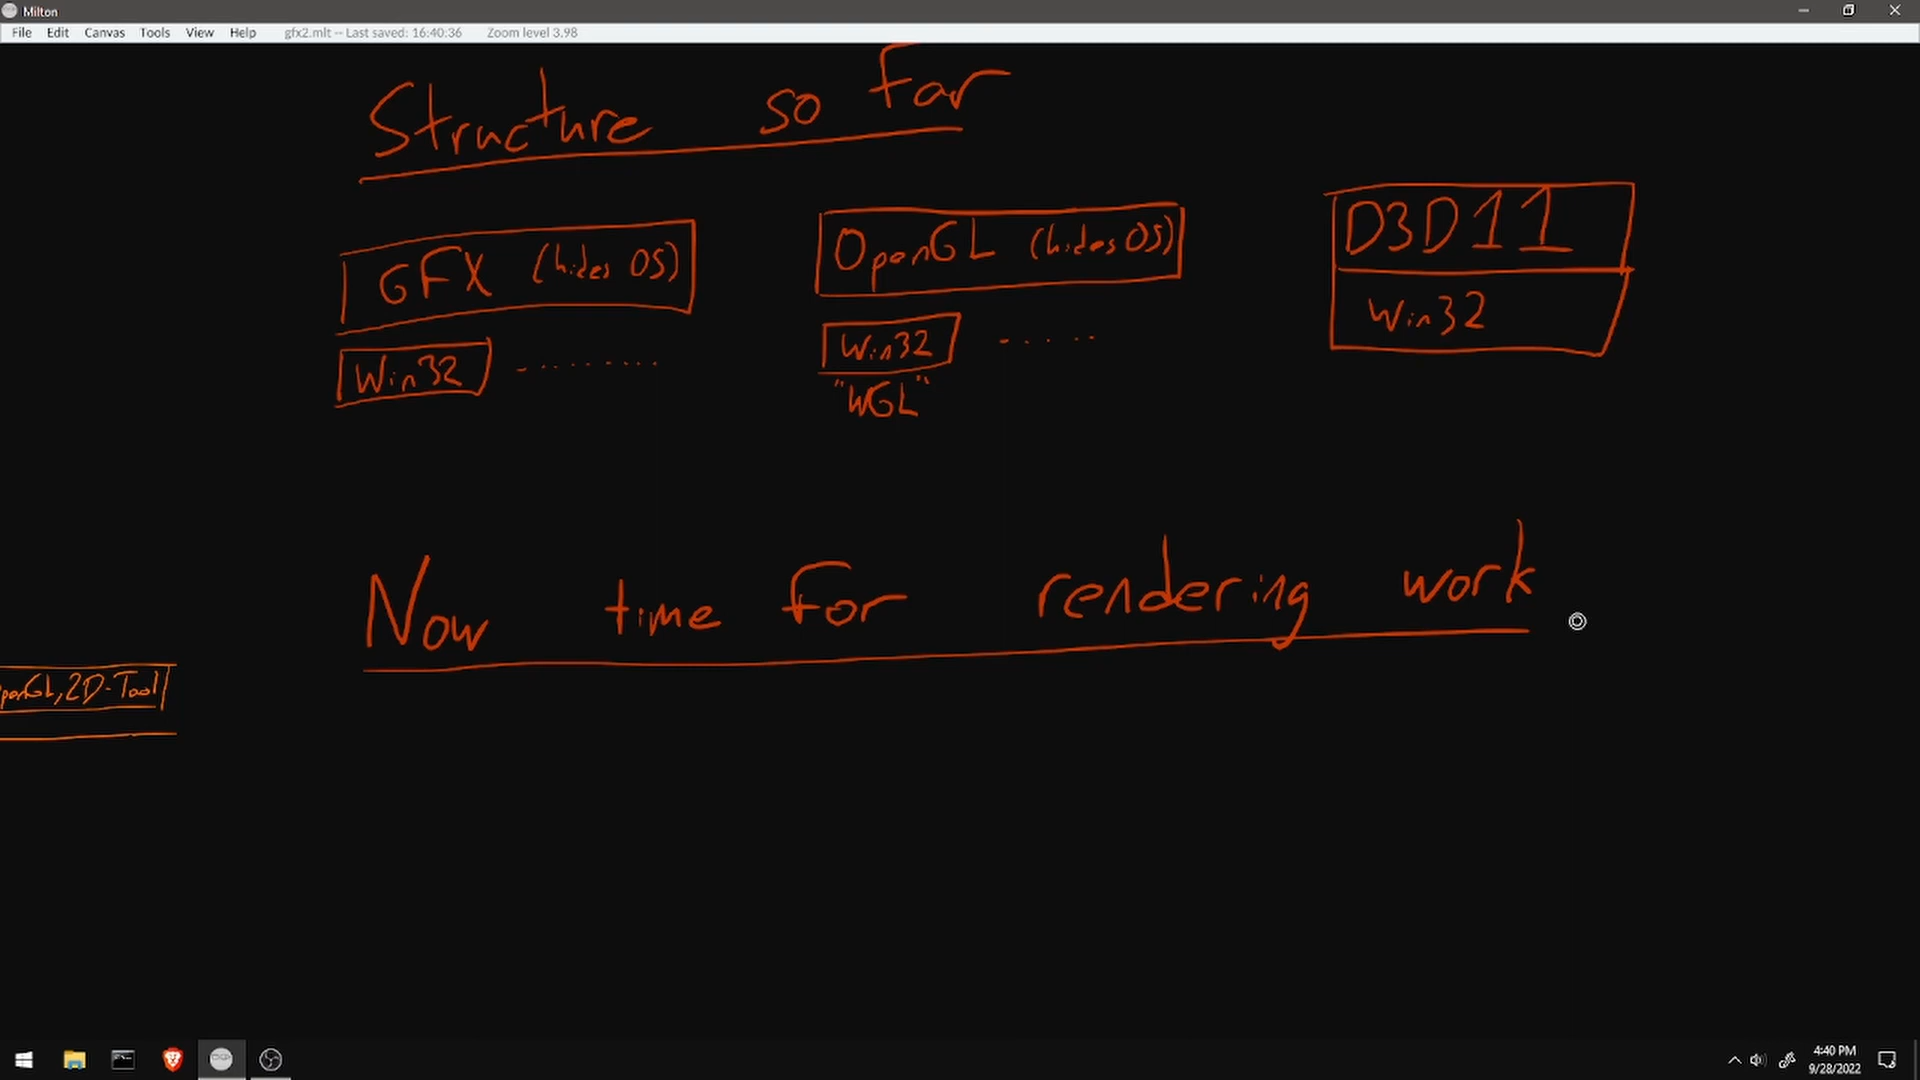 Milton
File Edit Canvas Tools View Help gfx2.mlt -- Last saved: 16:40:36 Zoom level 3.98
Structure so far
GFX (hides OS)
Win32 .........
OpenGL (hides OS)
Win32 .....
"WGL"
D3D11
Win32
Now time for rendering work
penGL, 2D-Tool
4:40 PM
9/28/2022